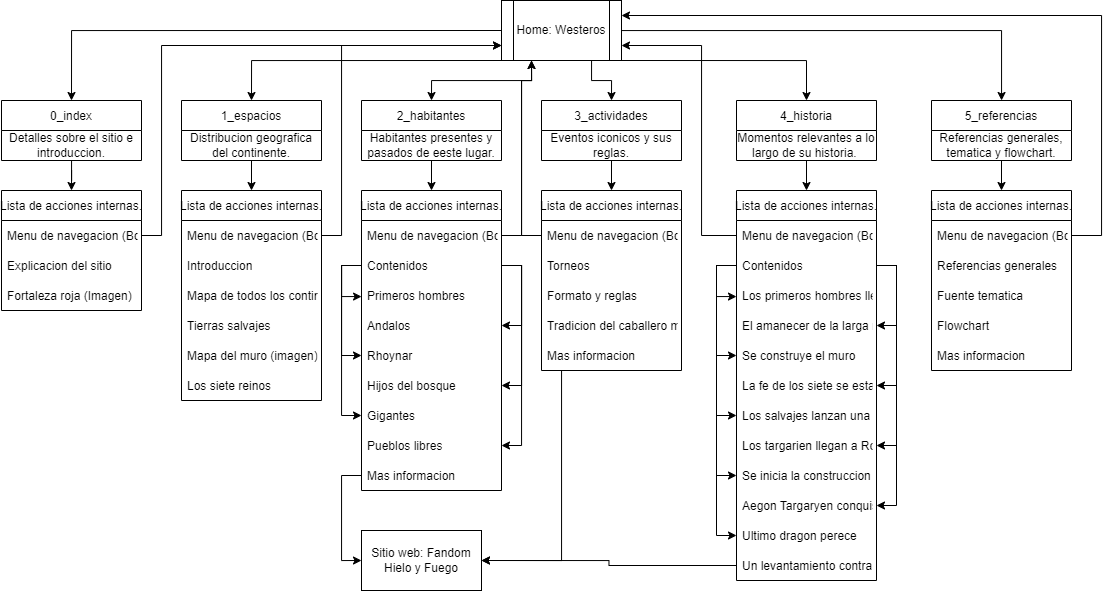 Home: Westeros
0_index
Detalles sobre el sitio e
introduccion.
Lista de acciones internas.
Menu de navegacion (Bo
Explicacion del sitio
Fortaleza roja (Imagen)
1_espacios
Distribucion geografica
del continente.
Lista de acciones internas.
Menu de navegacion (Bo
Introduccion
Mapa de todos los contin
Tierras salvajes
Mapa del muro (imagen)
Los siete reinos
2_habitantes
Habitantes presentes y
pasados de eeste lugar.
Lista de acciones internas.
Menu de navegacion (Bo
Contenidos
Primeros hombres
Andalos
Rhoynar
Hijos del bosque
Gigantes
Pueblos libres
Mas informacion
3_actividades
Eventos iconicos y sus
reglas.
Lista de acciones internas.
Menu de navegacion (Bo
Torneos
Formato y reglas
Tradicion del caballero m
Mas informacion
4_historia
Momentos relevantes a lo
largo de su historia.
Lista de acciones internas.
Menu de navegacion (Bo
Contenidos
Los primeros hombres lle
El amanecer de la larga
Se construye el muro
La fe de los siete se esta
Los salvajes lanzan una
Los targarien llegan a Ro
Se inicia la construccion
Aegon Targaryen conqui
Ultimo dragon perece
Un levantamiento contra
5_referencias
Referencias generales,
tematica y flowchart.
Lista de acciones internas.
Menu de navegacion (Bo
Referencias generales
Fuente tematica
Flowchart
Mas informacion
Sitio web: Fandom
Hielo y Fuego